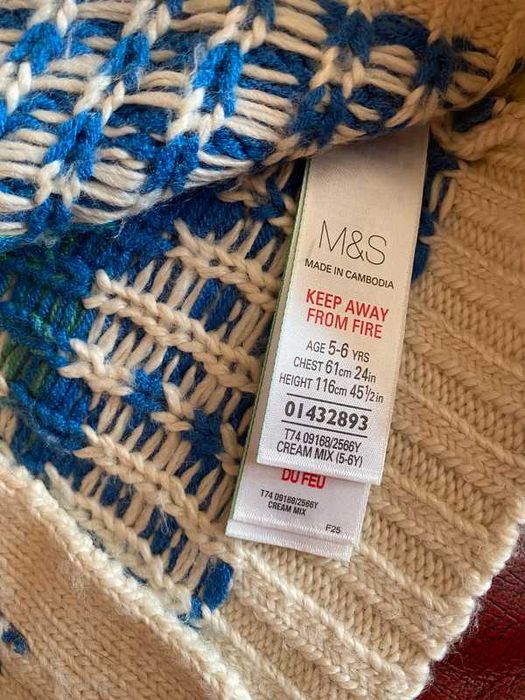 M&S
MADE IN CAMBODIA
KEEP AWAY
FROM FIRE
AGE 5-6 YRS
CHEST 61cm 24in
HEIGHT 116cm 45½in
01432893
T74 09168/2566Y
CREAM MIX (5-6Y)
DU FEU
T74 09168/2566Y
CREAM MIX
F25